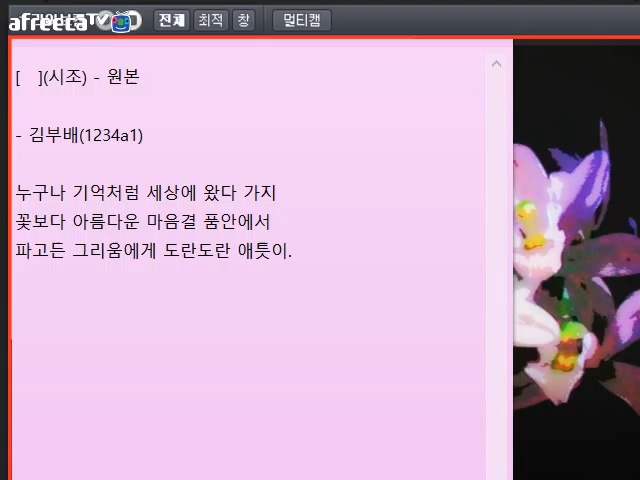 afreecaTV
전체 최적 창 멀티캠
[   ](시조) - 원본
- 김부배(1234a1)
누구나 기억처럼 세상에 왔다 가지
꽃보다 아름다운 마음결 품안에서
파고든 그리움에게 도란도란 애틋이.